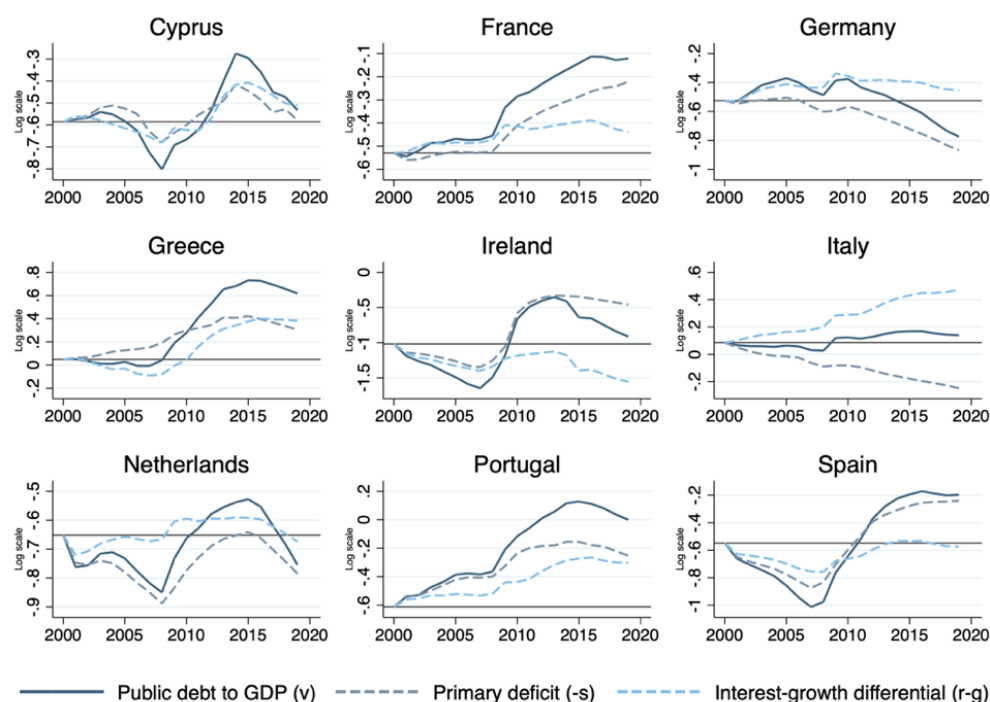 Cyprus
Log scale
-.3
-.4
-.5
-.6
-.7
-.8
2000 2005 2010 2015 2020
France
Log scale
-.1
-.2
-.3
-.4
-.5
-.6
2000 2005 2010 2015 2020
Germany
Log scale
-.2
-.4
-.6
-.8
-1
2000 2005 2010 2015 2020
Greece
Log scale
.8
.6
.4
.2
0
-.2
2000 2005 2010 2015 2020
Ireland
Log scale
0
-.5
-1
-1.5
2000 2005 2010 2015 2020
Italy
Log scale
.6
.4
.2
0
-.2
2000 2005 2010 2015 2020
Netherlands
Log scale
-.5
-.6
-.7
-.8
-.9
2000 2005 2010 2015 2020
Portugal
Log scale
.2
0
-.2
-.4
-.6
2000 2005 2010 2015 2020
Spain
Log scale
-.2
-.4
-.6
-.8
-1
2000 2005 2010 2015 2020
Public debt to GDP (v) Primary deficit (-s) Interest-growth differential (r-g)